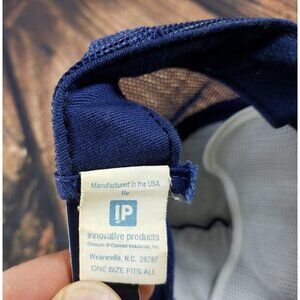 Manufactured in the USA
By
IP
innovative products
Division of Conrad Industries, Inc.
Weaverville, N.C. 28787
ONE SIZE FITS ALL